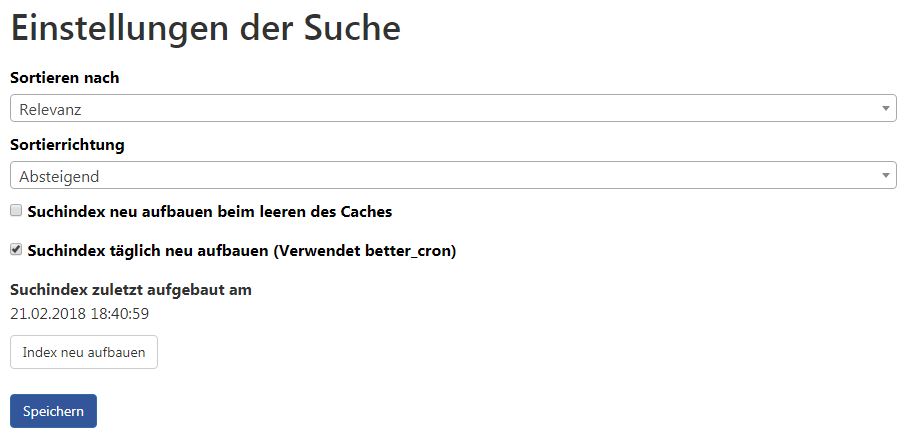 Einstellungen der Suche
Sortieren nach
Relevanz
Sortierrichtung
Absteigend
Suchindex neu aufbauen beim leeren des Caches
Suchindex täglich neu aufbauen (Verwendet better_cron)
Suchindex zuletzt aufgebaut am
21.02.2018 18:40:59
Index neu aufbauen
Speichern